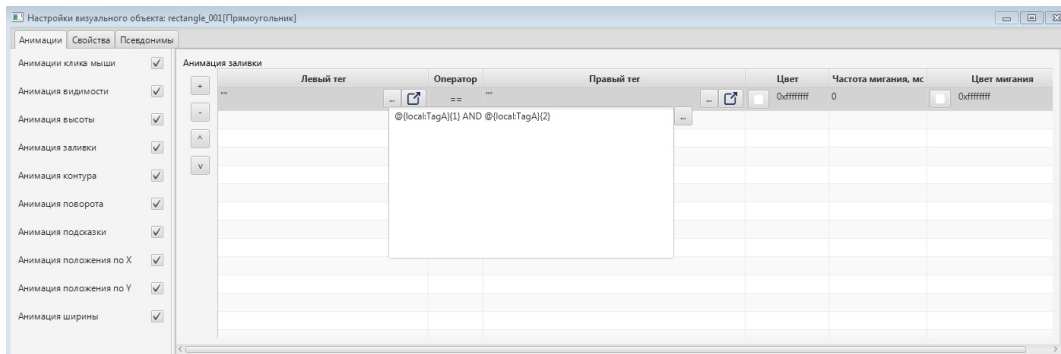 Настройки визуального объекта: rectangle_001[Прямоугольник]
Анимации Свойства Псевдонимы
Анимации клика мыши
Анимация видимости
Анимация высоты
Анимация заливки
Анимация контура
Анимация поворота
Анимация подсказки
Анимация положения по X
Анимация положения по Y
Анимация ширины
Анимация заливки
+
-
^
v
Левый тег Оператор Правый тег Цвет Частота мигания, мс Цвет мигания
"" ... == "" ... 0xffffffff 0 0xffffffff
@{local:TagA}{1} AND @{local:TagA}{2} ...